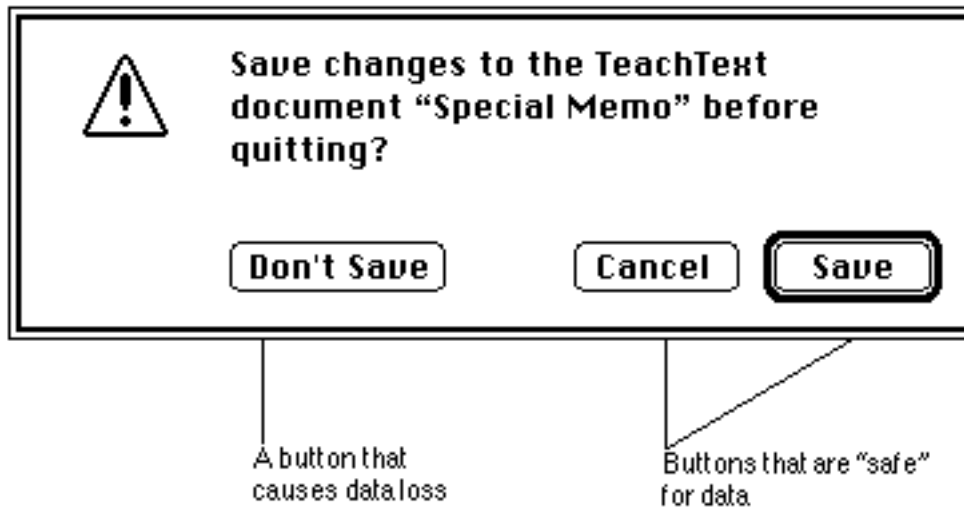 Save changes to the TeachText
document “Special Memo” before
quitting?
Don't Save
Cancel
Save
A button that
causes data loss
Buttons that are “safe”
for data